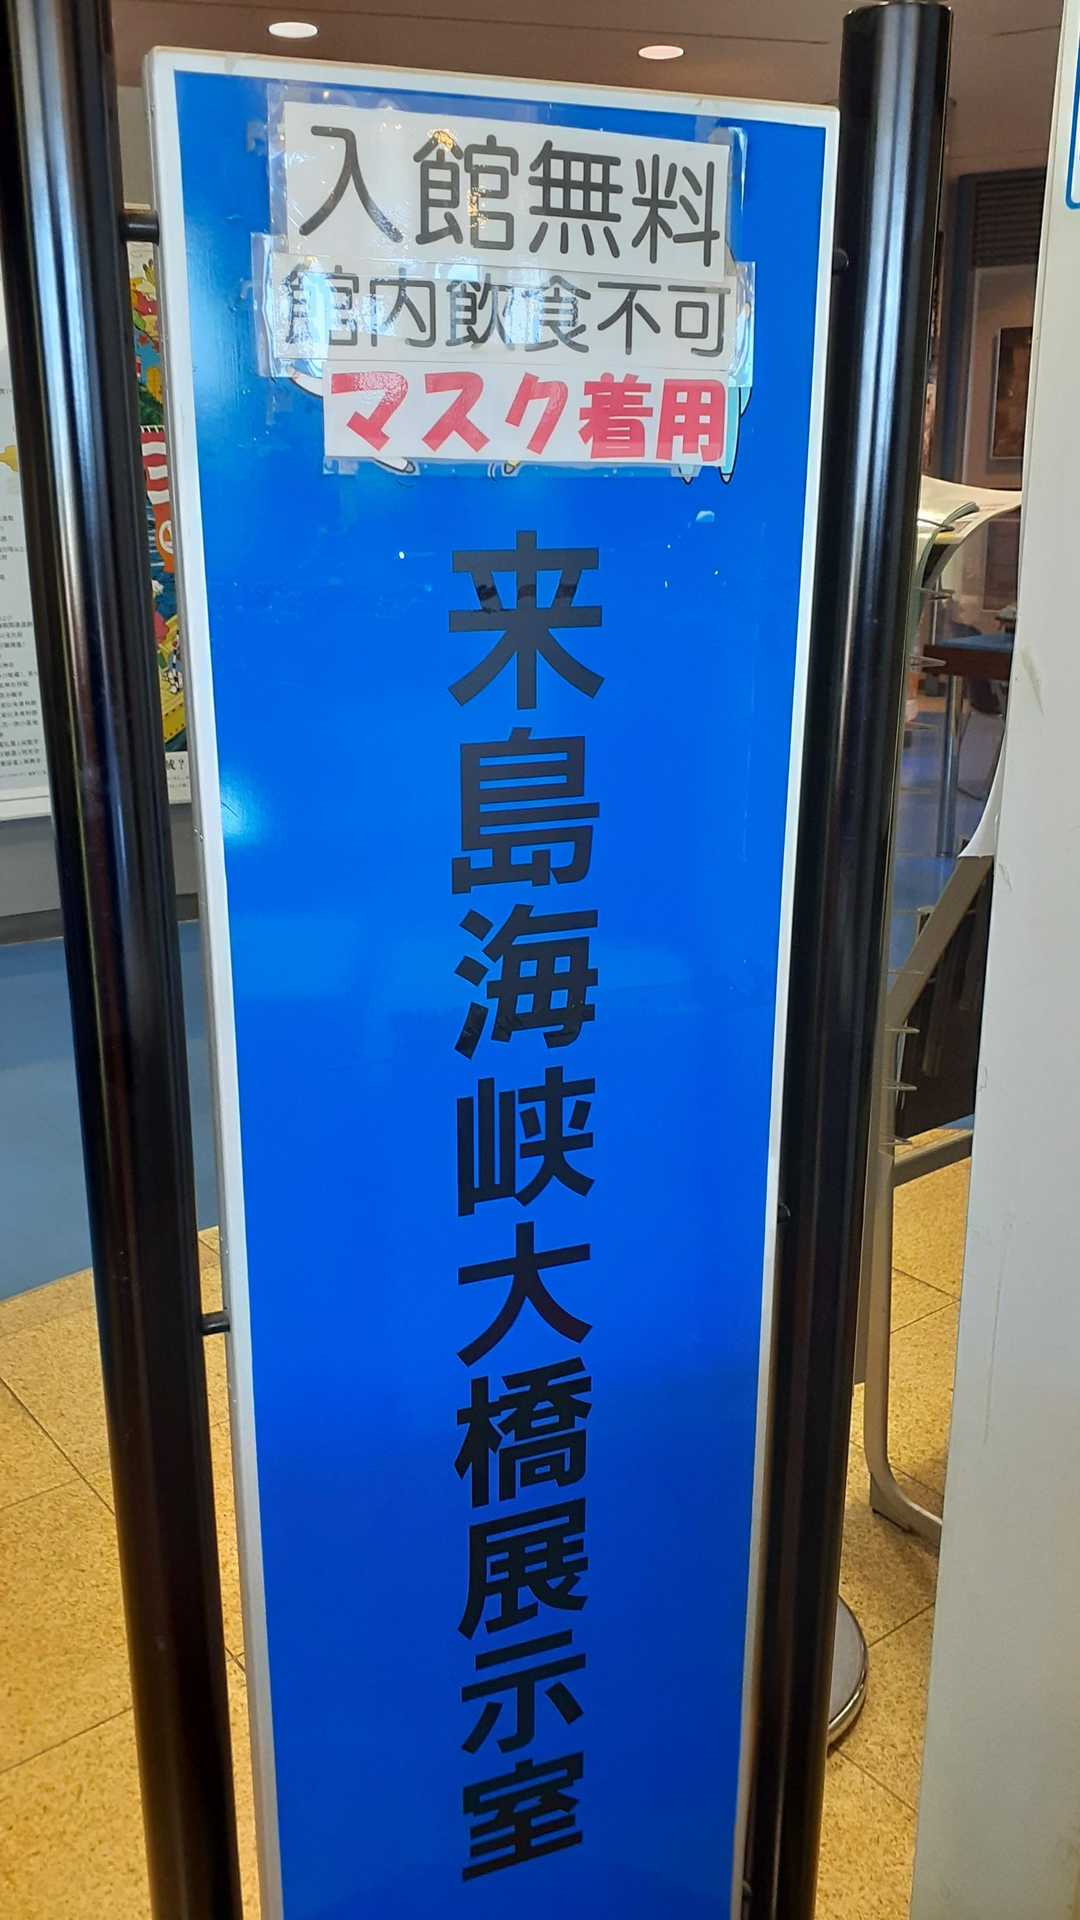 入館無料
館内飲食不可
マスク着用
来島海峡大橋展示室